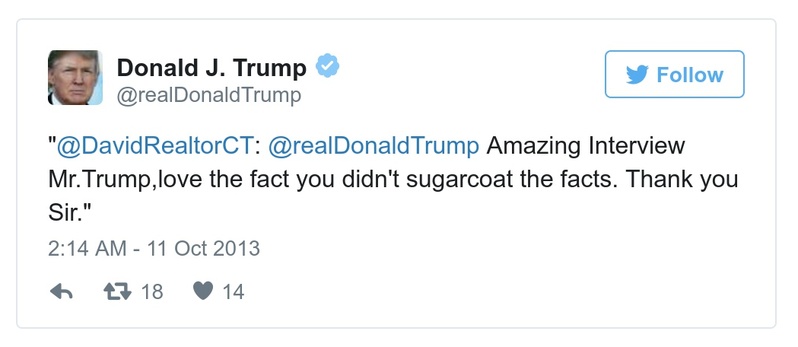 Donald J. Trump
@realDonaldTrump
Follow
"@DavidRealtorCT: @realDonaldTrump Amazing Interview
Mr.Trump,love the fact you didn't sugarcoat the facts. Thank you
Sir."
2:14 AM - 11 Oct 2013
18 14